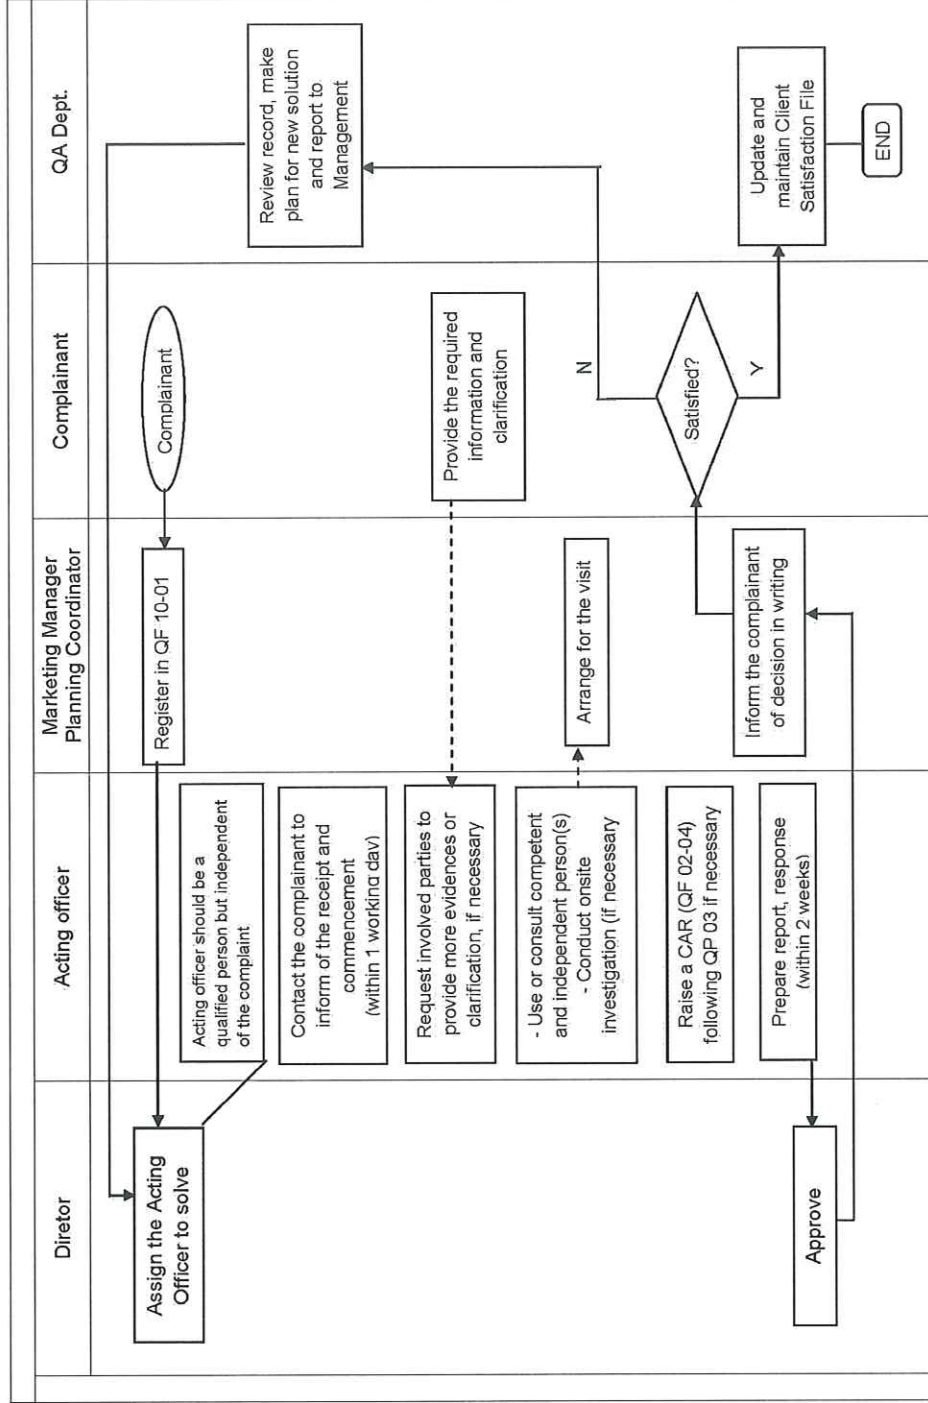 Diretor
Acting officer
Marketing Manager
Planning Coordinator
Complainant
QA Dept.
Assign the Acting
Officer to solve
Acting officer should be a
qualified person but independent
of the complaint
Register in QF 10-01
Complainant
Review record, make
plan for new solution
and report to
Management
Contact the complainant to
inform of the receipt and
commencement
(within 1 working day)
Request involved parties to
provide more evidences or
clarification, if necessary
Provide the required
information and
clarification
- Use or consult competent
and independent person(s)
- Conduct onsite
investigation (if necessary)
Arrange for the visit
N
Raise a CAR (QF 02-04)
following QP 03 if necessary
Satisfied?
Y
Prepare report, response
(within 2 weeks)
Inform the complainant
of decision in writing
Update and
maintain Client
Satisfaction File
Approve
END